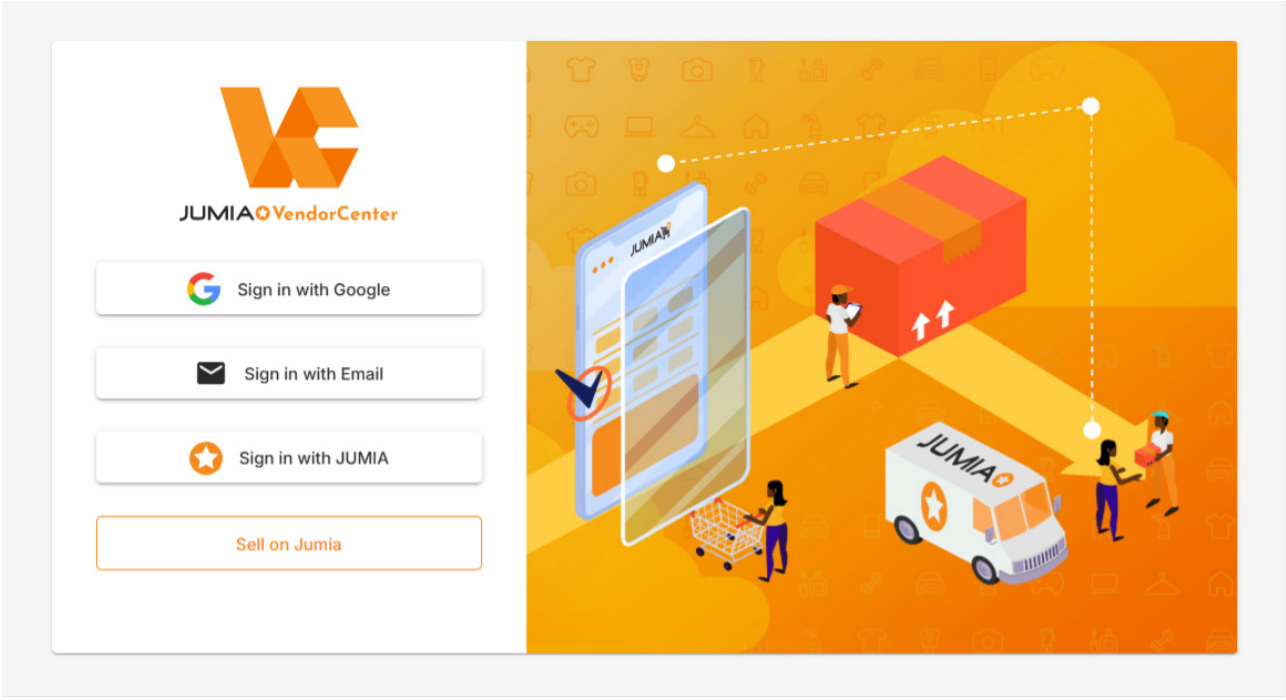 JUMIA VendorCenter
Sign in with Google
Sign in with Email
Sign in with JUMIA
Sell on Jumia
JUMIA
JUMIA